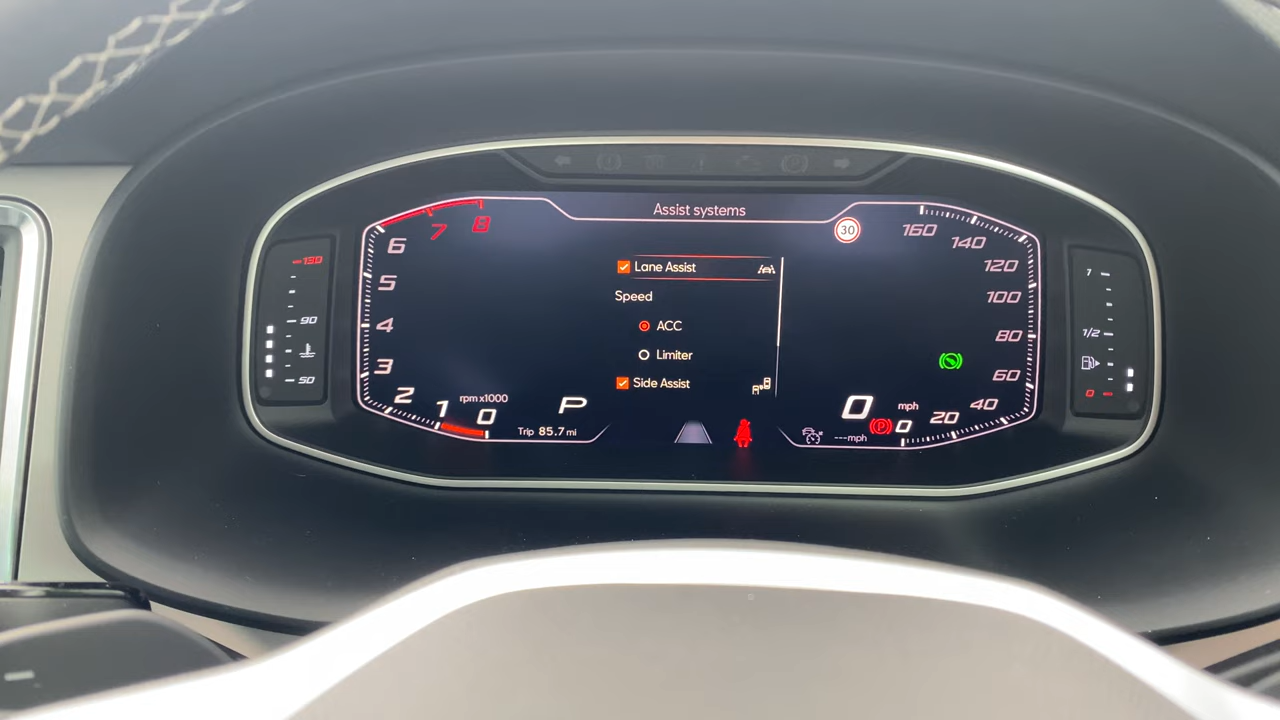 Assist systems
30
Lane Assist
Speed
ACC
Limiter
Side Assist
130
90
50
8
7
6
5
4
3
2
1
0
rpm x1000
P
Trip 85.7 mi
0 mph
---mph
P
160
140
120
100
80
60
40
20
0
1
1/2
0